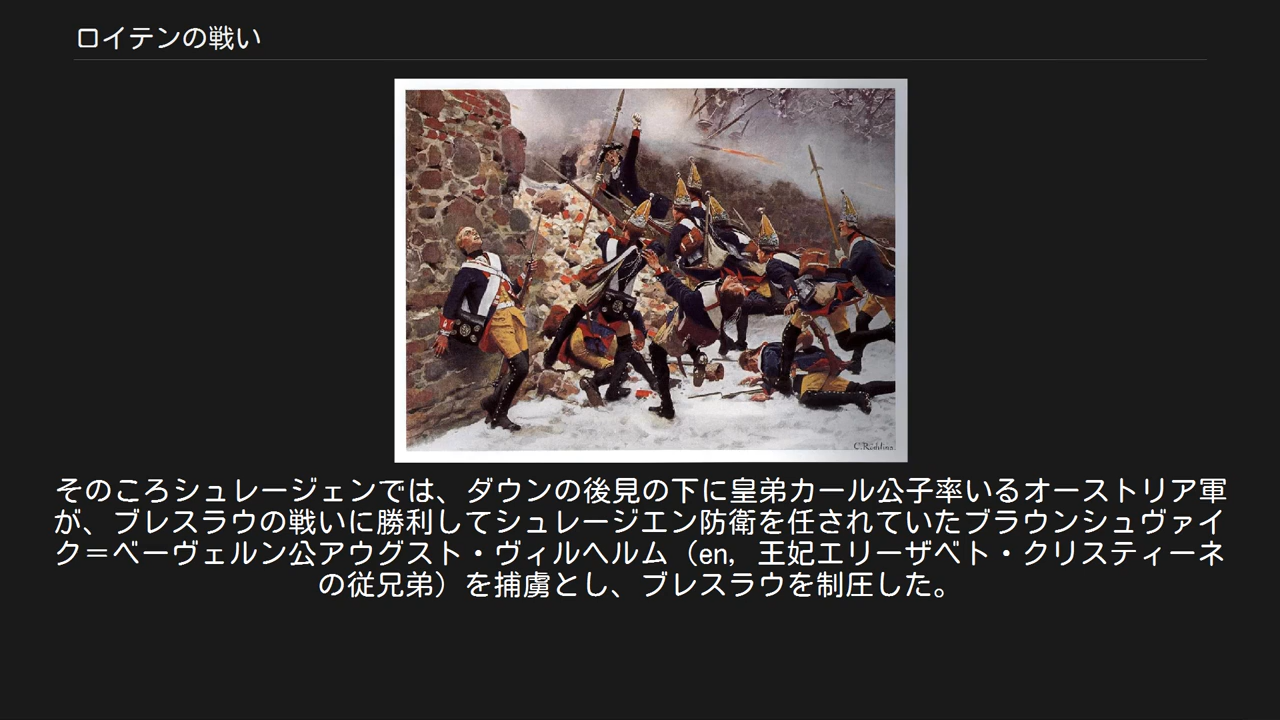 ロイテンの戦い
C.Röchling.
そのころシュレージェンでは、ダウンの後見の下に皇弟カール公子率いるオーストリア軍
が、ブレスラウの戦いに勝利してシュレージエン防衛を任されていたブラウンシュヴァイ
ク＝ベーヴェルン公アウグスト・ヴィルヘルム（en, 王妃エリーザベト・クリスティーネ
の従兄弟）を捕虜とし、ブレスラウを制圧した。